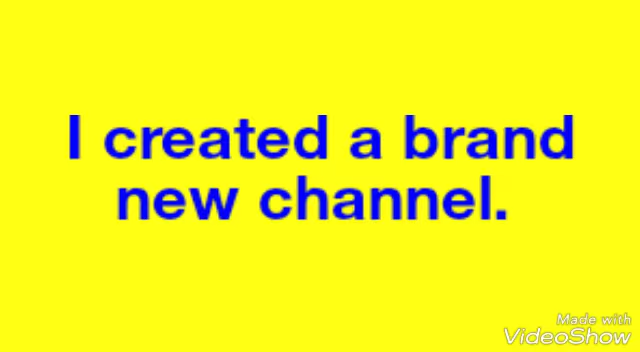 I created a brand
new channel.
Made with
VideoShow